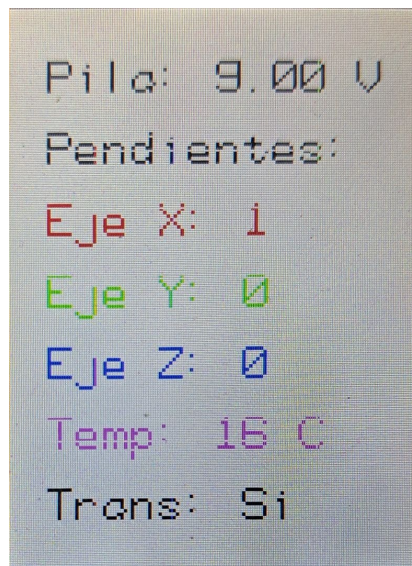 Pila: 9.00 V
Pendientes:
Eje X: 1
Eje Y: 0
Eje Z: 0
Temp: 16 C
Trans: Si